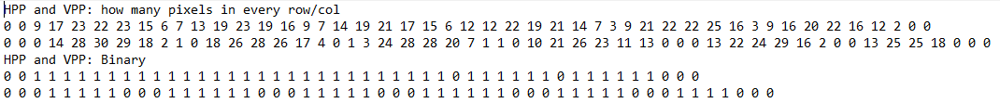 HPP and VPP: how many pixels in every row/col
0 0 9 17 23 22 23 15 6 7 13 19 23 19 16 9 7 14 19 21 17 15 6 12 12 22 19 21 14 7 3 9 21 22 22 25 16 3 9 16 20 22 16 12 2 0 0
0 0 0 14 28 30 29 18 2 1 0 18 26 28 26 17 4 0 1 3 24 28 28 20 7 1 1 0 10 21 26 23 11 13 0 0 0 13 22 24 29 16 2 0 0 13 25 25 18 0 0 0
HPP and VPP: Binary
0 0 1 1 1 1 1 1 1 1 1 1 1 1 1 1 1 1 1 1 1 1 1 1 1 1 1 1 1 1 0 1 1 1 1 1 1 0 1 1 1 1 1 1 0 0 0
0 0 0 1 1 1 1 1 0 0 0 1 1 1 1 1 1 0 0 0 1 1 1 1 1 0 0 0 1 1 1 1 1 1 0 0 0 1 1 1 1 1 0 0 0 1 1 1 1 0 0 0